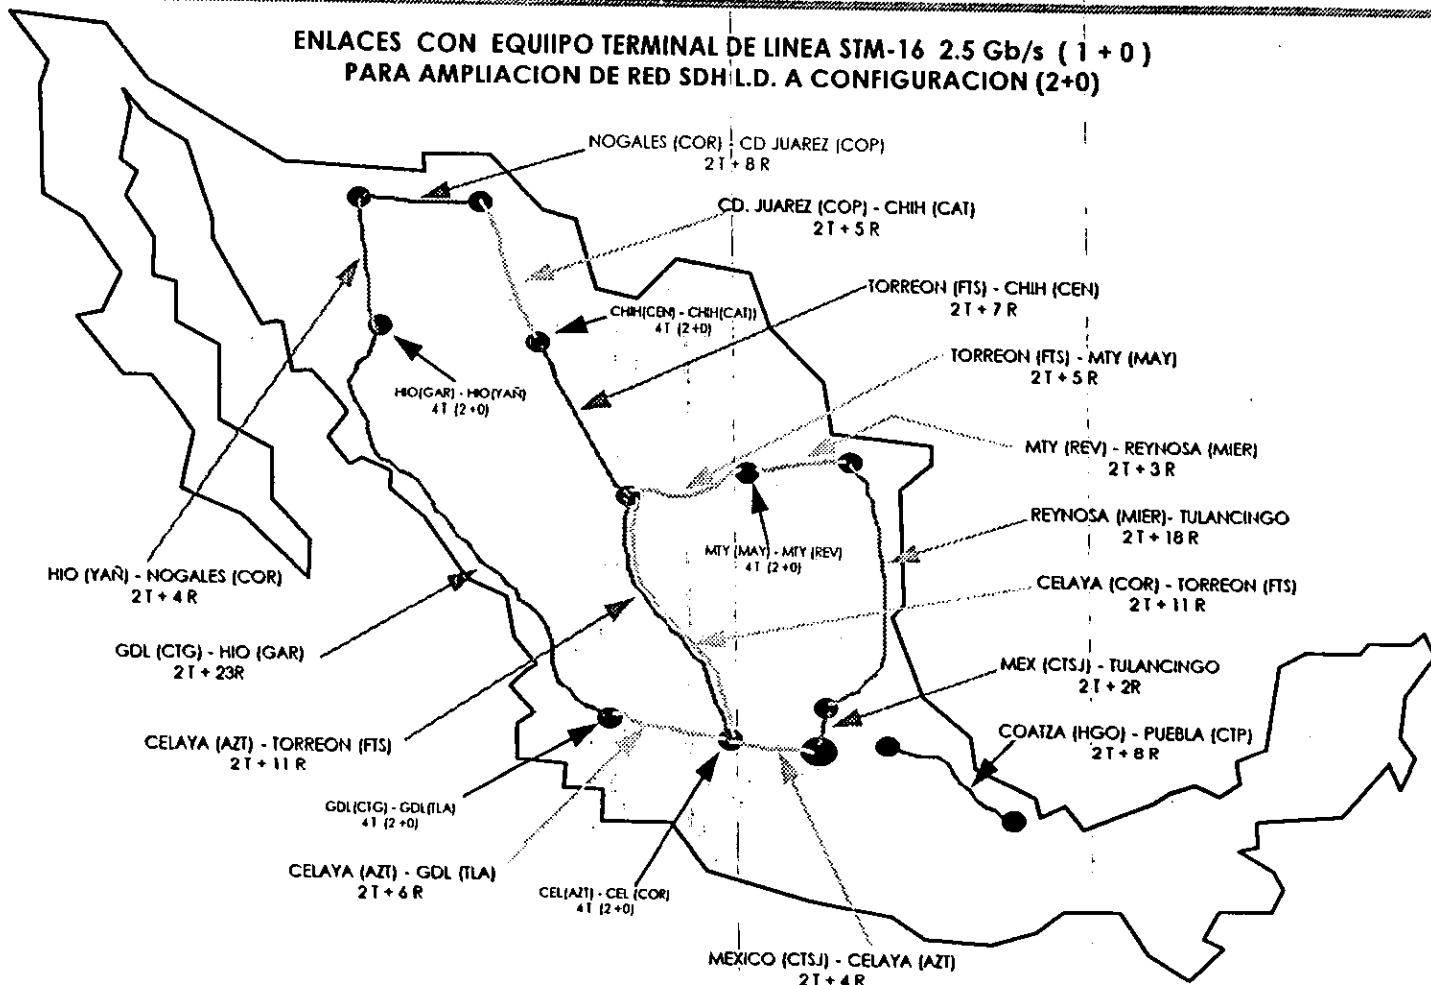 ENLACES CON EQUIIPO TERMINAL DE LINEA STM-16 2.5 Gb/s ( 1 + 0 )
PARA AMPLIACION DE RED SDH L.D. A CONFIGURACION (2+0)
NOGALES (COR) - CD JUAREZ (COP)
2T + 8 R
CD. JUAREZ (COP) - CHIH (CAT)
2T + 5 R
TORREON (FTS) - CHIH (CEN)
2T + 7 R
CHIH(CEN) - CHIH(CAT))
4T (2+0)
TORREON (FTS) - MTY (MAY)
2T + 5 R
HIO(GAR) - HIO(YAÑ)
4T (2+0)
MTY (REV) - REYNOSA (MIER)
2T + 3 R
REYNOSA (MIER)- TULANCINGO
2T + 18 R
MTY (MAY) - MTY (REV)
4T (2+0)
HIO (YAÑ) - NOGALES (COR)
2T + 4 R
CELAYA (COR) - TORREON (FTS)
2T + 11 R
GDL (CTG) - HIO (GAR)
2T + 23R
MEX (CTSJ) - TULANCINGO
2T + 2R
CELAYA (AZT) - TORREON (FTS)
2T + 11 R
COATZA (HGO) - PUEBLA (CTP)
2T + 8 R
GDL(CTG) - GDL(TLA)
4T (2+0)
CELAYA (AZT) - GDL (TLA)
2T + 6 R
CEL(AZT) - CEL (COR)
4T (2+0)
MEXICO (CTSJ) - CELAYA (AZT)
2T + 4 R